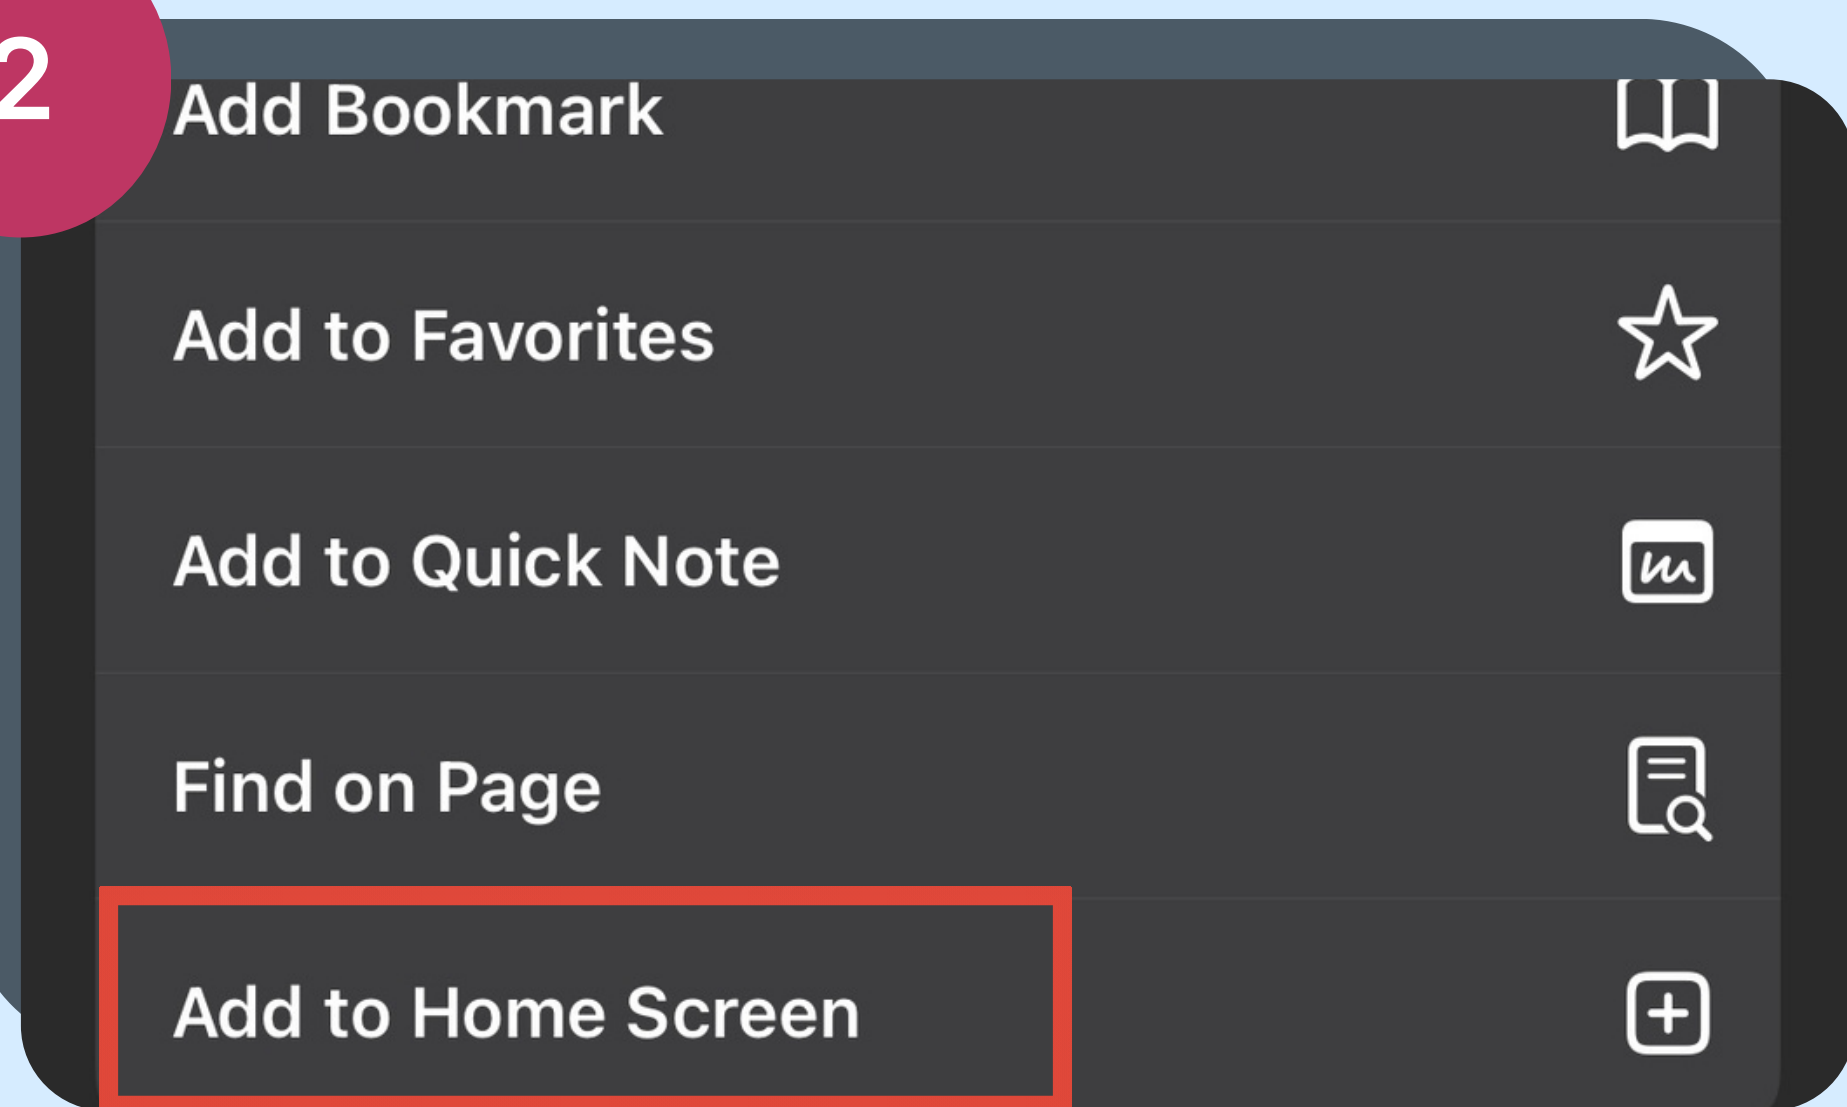 2
Add Bookmark
Add to Favorites
Add to Quick Note
Find on Page
Add to Home Screen